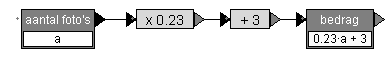 aantal foto's
a
x 0.23
+ 3
bedrag
0.23·a + 3